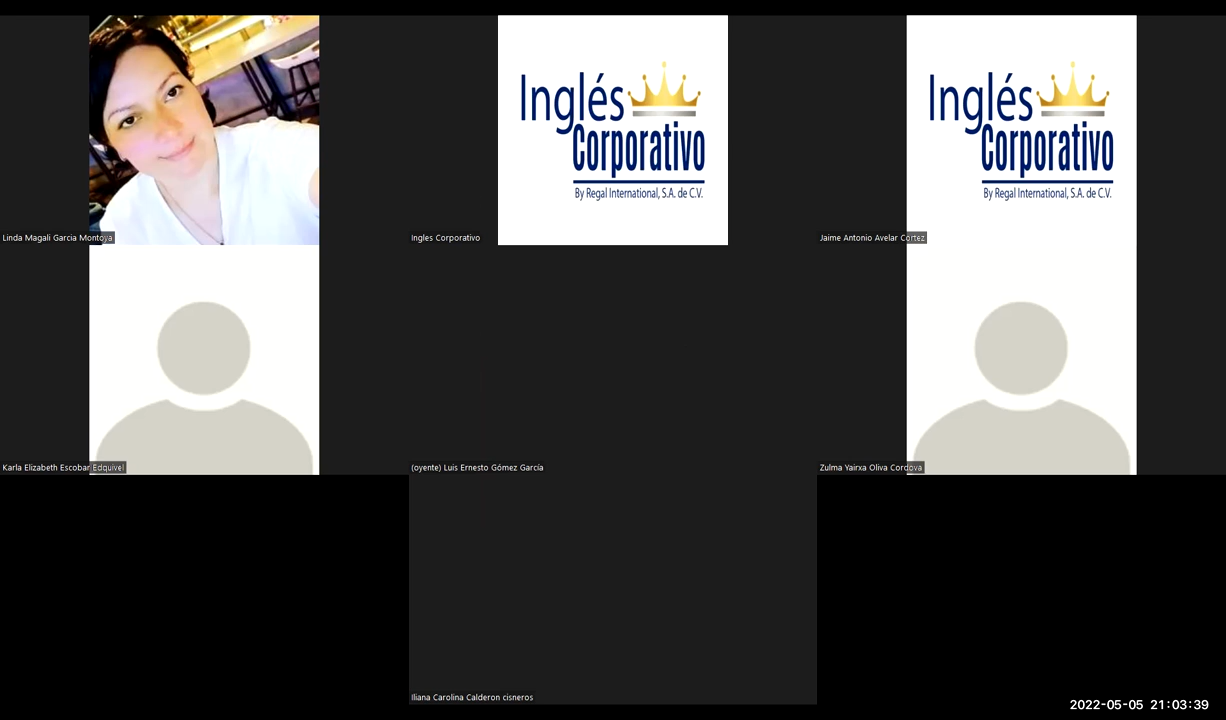 Inglés
Corporativo
By Regal International, S.A. de C.V.
Inglés
Corporativo
By Regal International, S.A. de C.V.
Linda Magali Garcia Montoya
Ingles Corporativo
Jaime Antonio Avelar Cortez
Karla Elizabeth Escobar Edquivel
(oyente) Luis Ernesto Gómez García
Zulma Yairxa Oliva Cordova
Iliana Carolina Calderon cisneros
2022-05-05 21:03:39